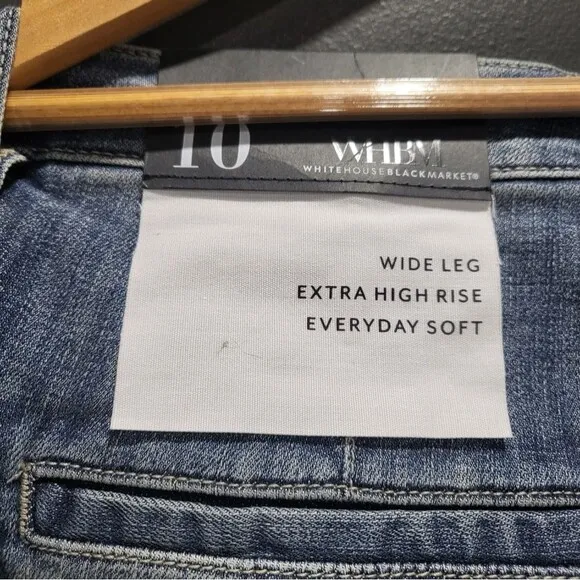 10 WHBM
WHITEHOUSEBLACKMARKET®
WIDE LEG
EXTRA HIGH RISE
EVERYDAY SOFT